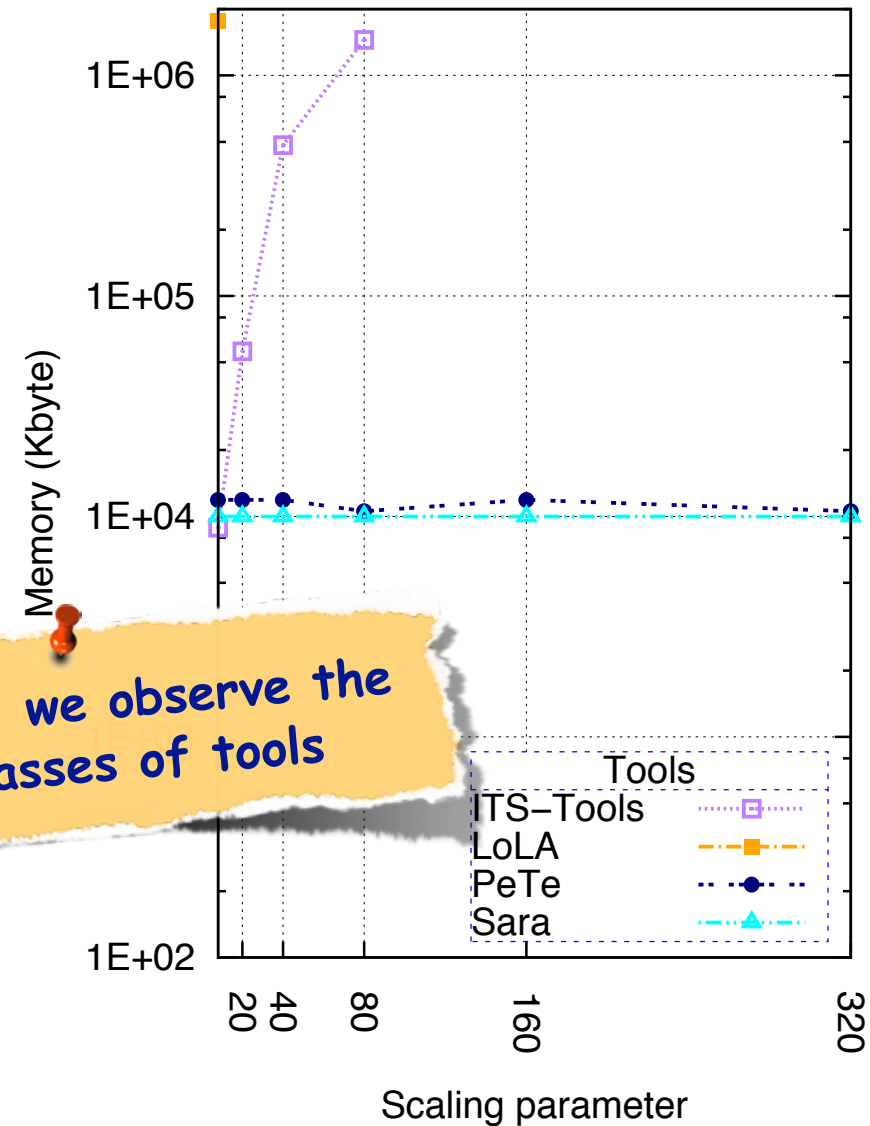 1E+06
1E+05
Memory (Kbyte)
1E+04
we observe the
asses of tools
Tools
ITS-Tools
LoLA
PeTe
Sara
1E+02
20
40
80
160
320
Scaling parameter